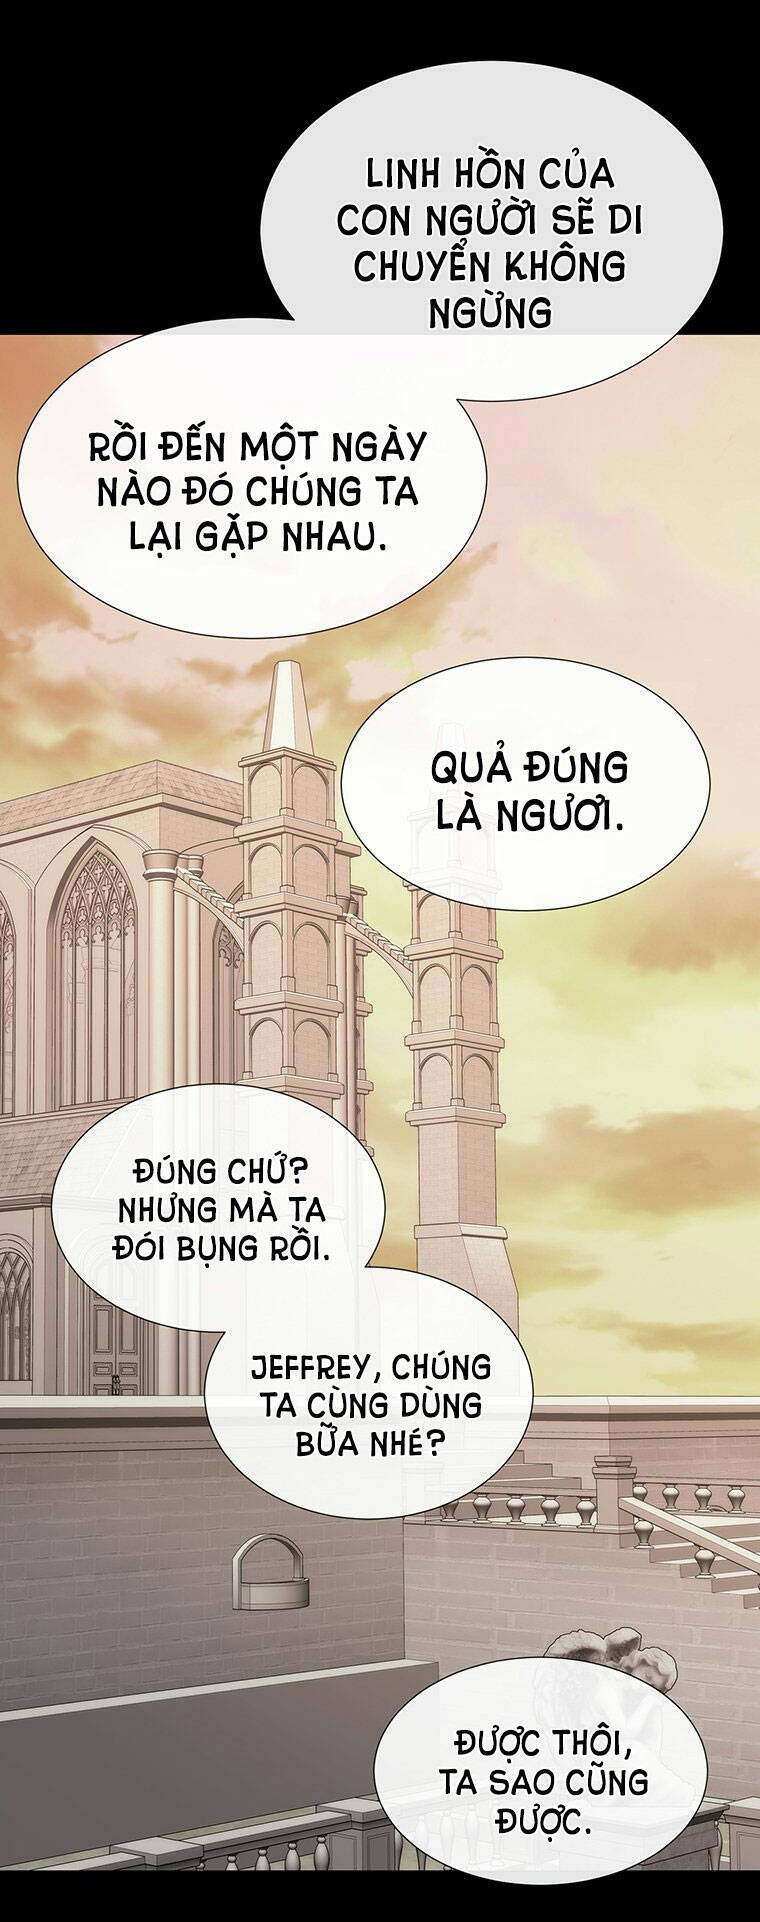 LINH HỒN CỦA
CON NGƯỜI SẼ DI
CHUYỂN KHÔNG
NGỪNG
RỒI ĐẾN MỘT NGÀY
NÀO ĐÓ CHÚNG TA
LẠI GẶP NHAU.
QUẢ ĐÚNG
LÀ NGƯƠI.
ĐÚNG CHỨ?
NHƯNG MÀ TA
ĐÓI BỤNG RỒI.
JEFFREY, CHÚNG
TA CÙNG DÙNG
BỮA NHÉ?
ĐƯỢC THÔI,
TA SAO CŨNG
ĐƯỢC.